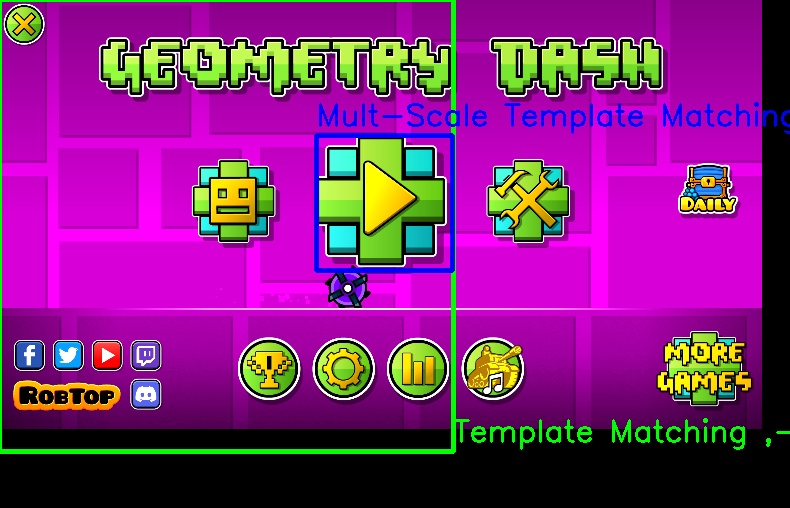 GEOMETRY DASH
Mult-Scale Template Matching
DAILY
ROBTOP
MORE
GAMES
Template Matching ,-